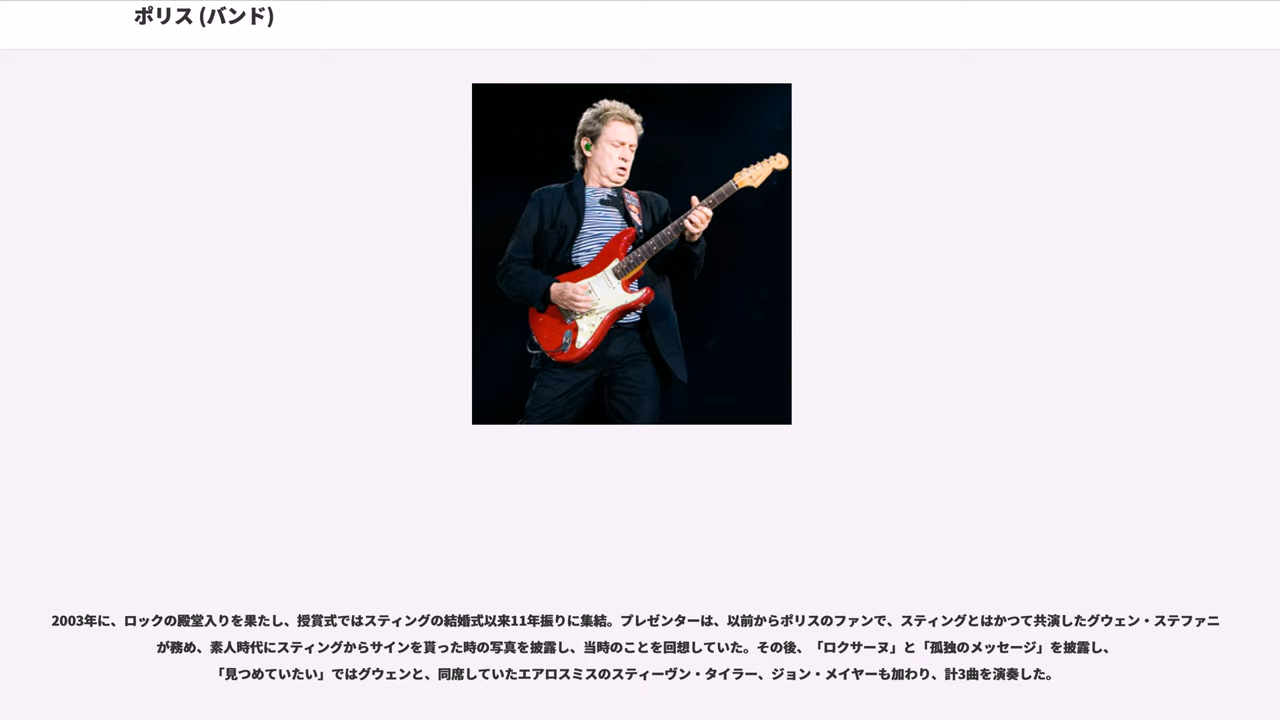 ポリス (バンド)
2003年に、ロックの殿堂入りを果たし、授賞式ではスティングの結婚式以来11年振りに集結。プレゼンターは、以前からポリスのファンで、スティングとはかつて共演したグウェン・ステファニ
が務め、素人時代にスティングからサインを貰った時の写真を披露し、当時のことを回想していた。その後、「ロクサーヌ」と「孤独のメッセージ」を披露し、
「見つめていたい」ではグウェンと、同席していたエアロスミスのスティーヴン・タイラー、ジョン・メイヤーも加わり、計3曲を演奏した。